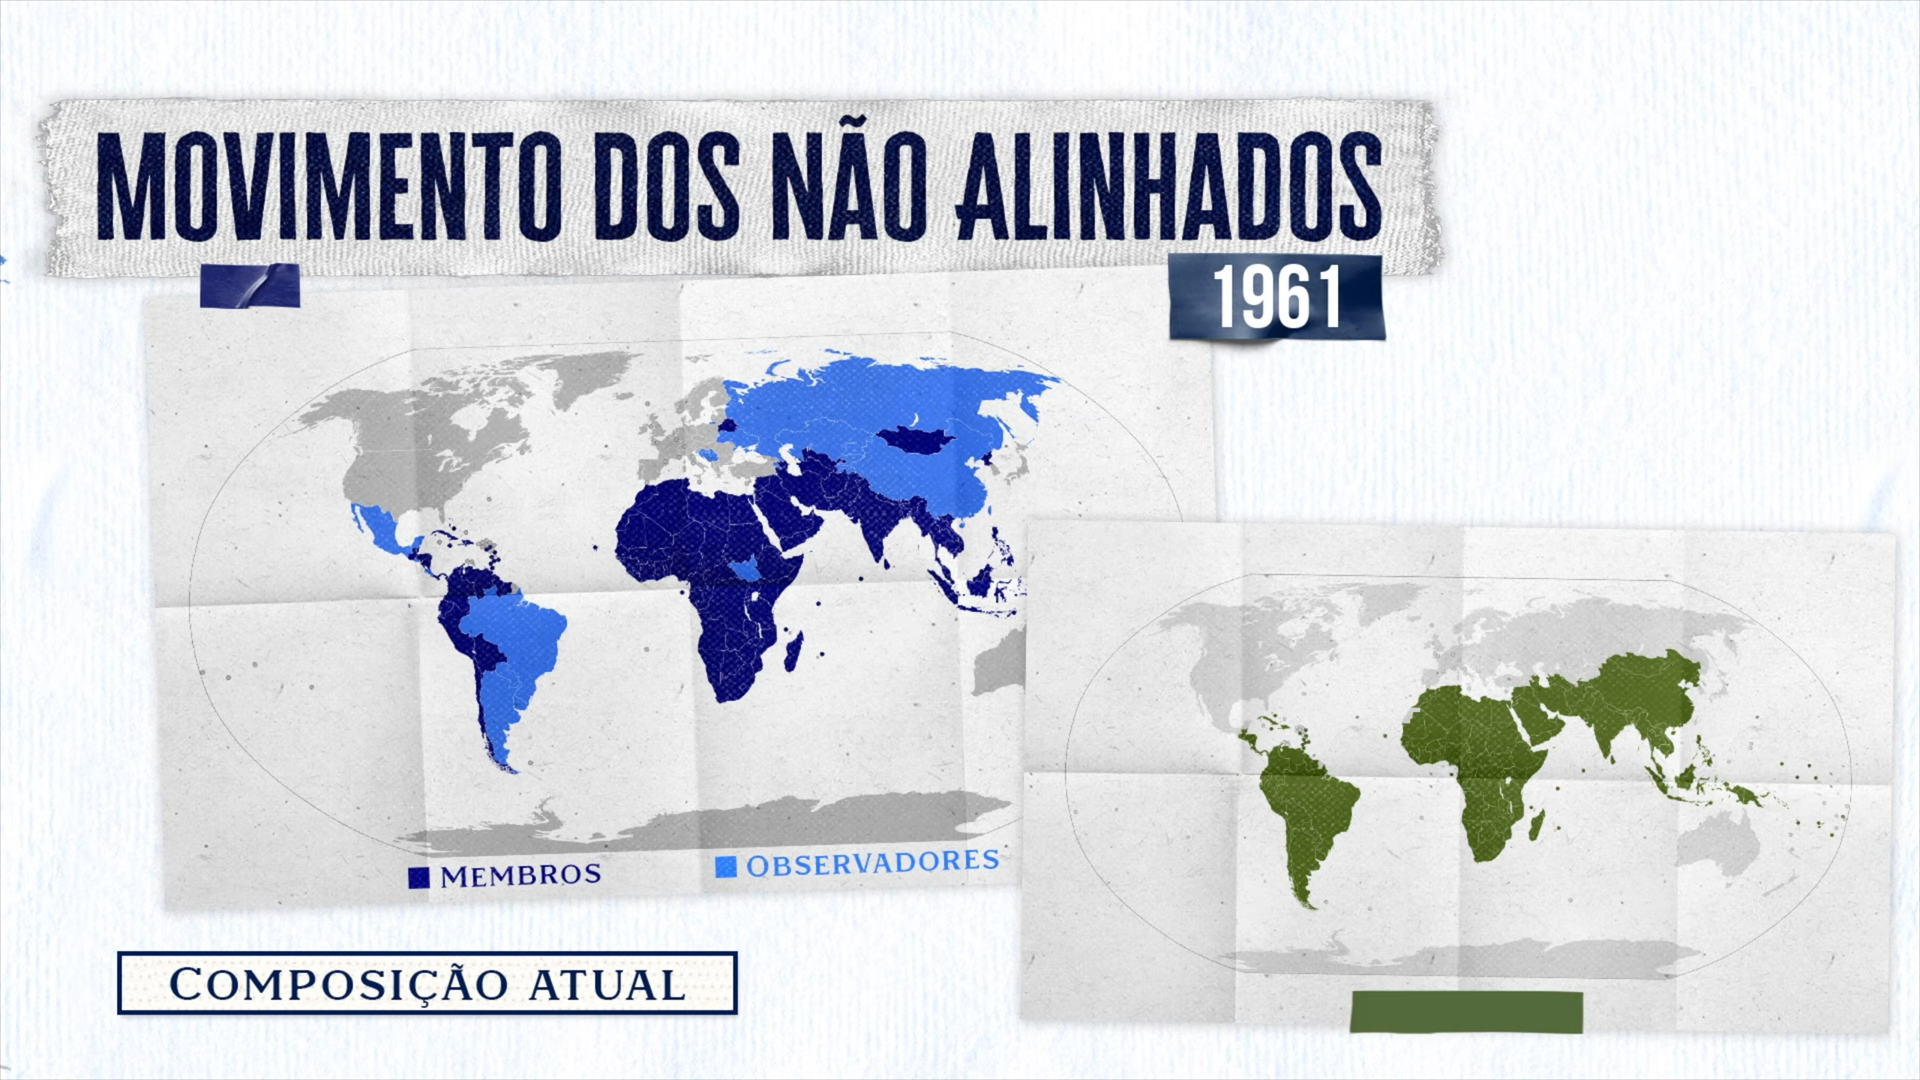 MOVIMENTO DOS NÃO ALINHADOS
1961
MEMBROS
OBSERVADORES
COMPOSIÇÃO ATUAL